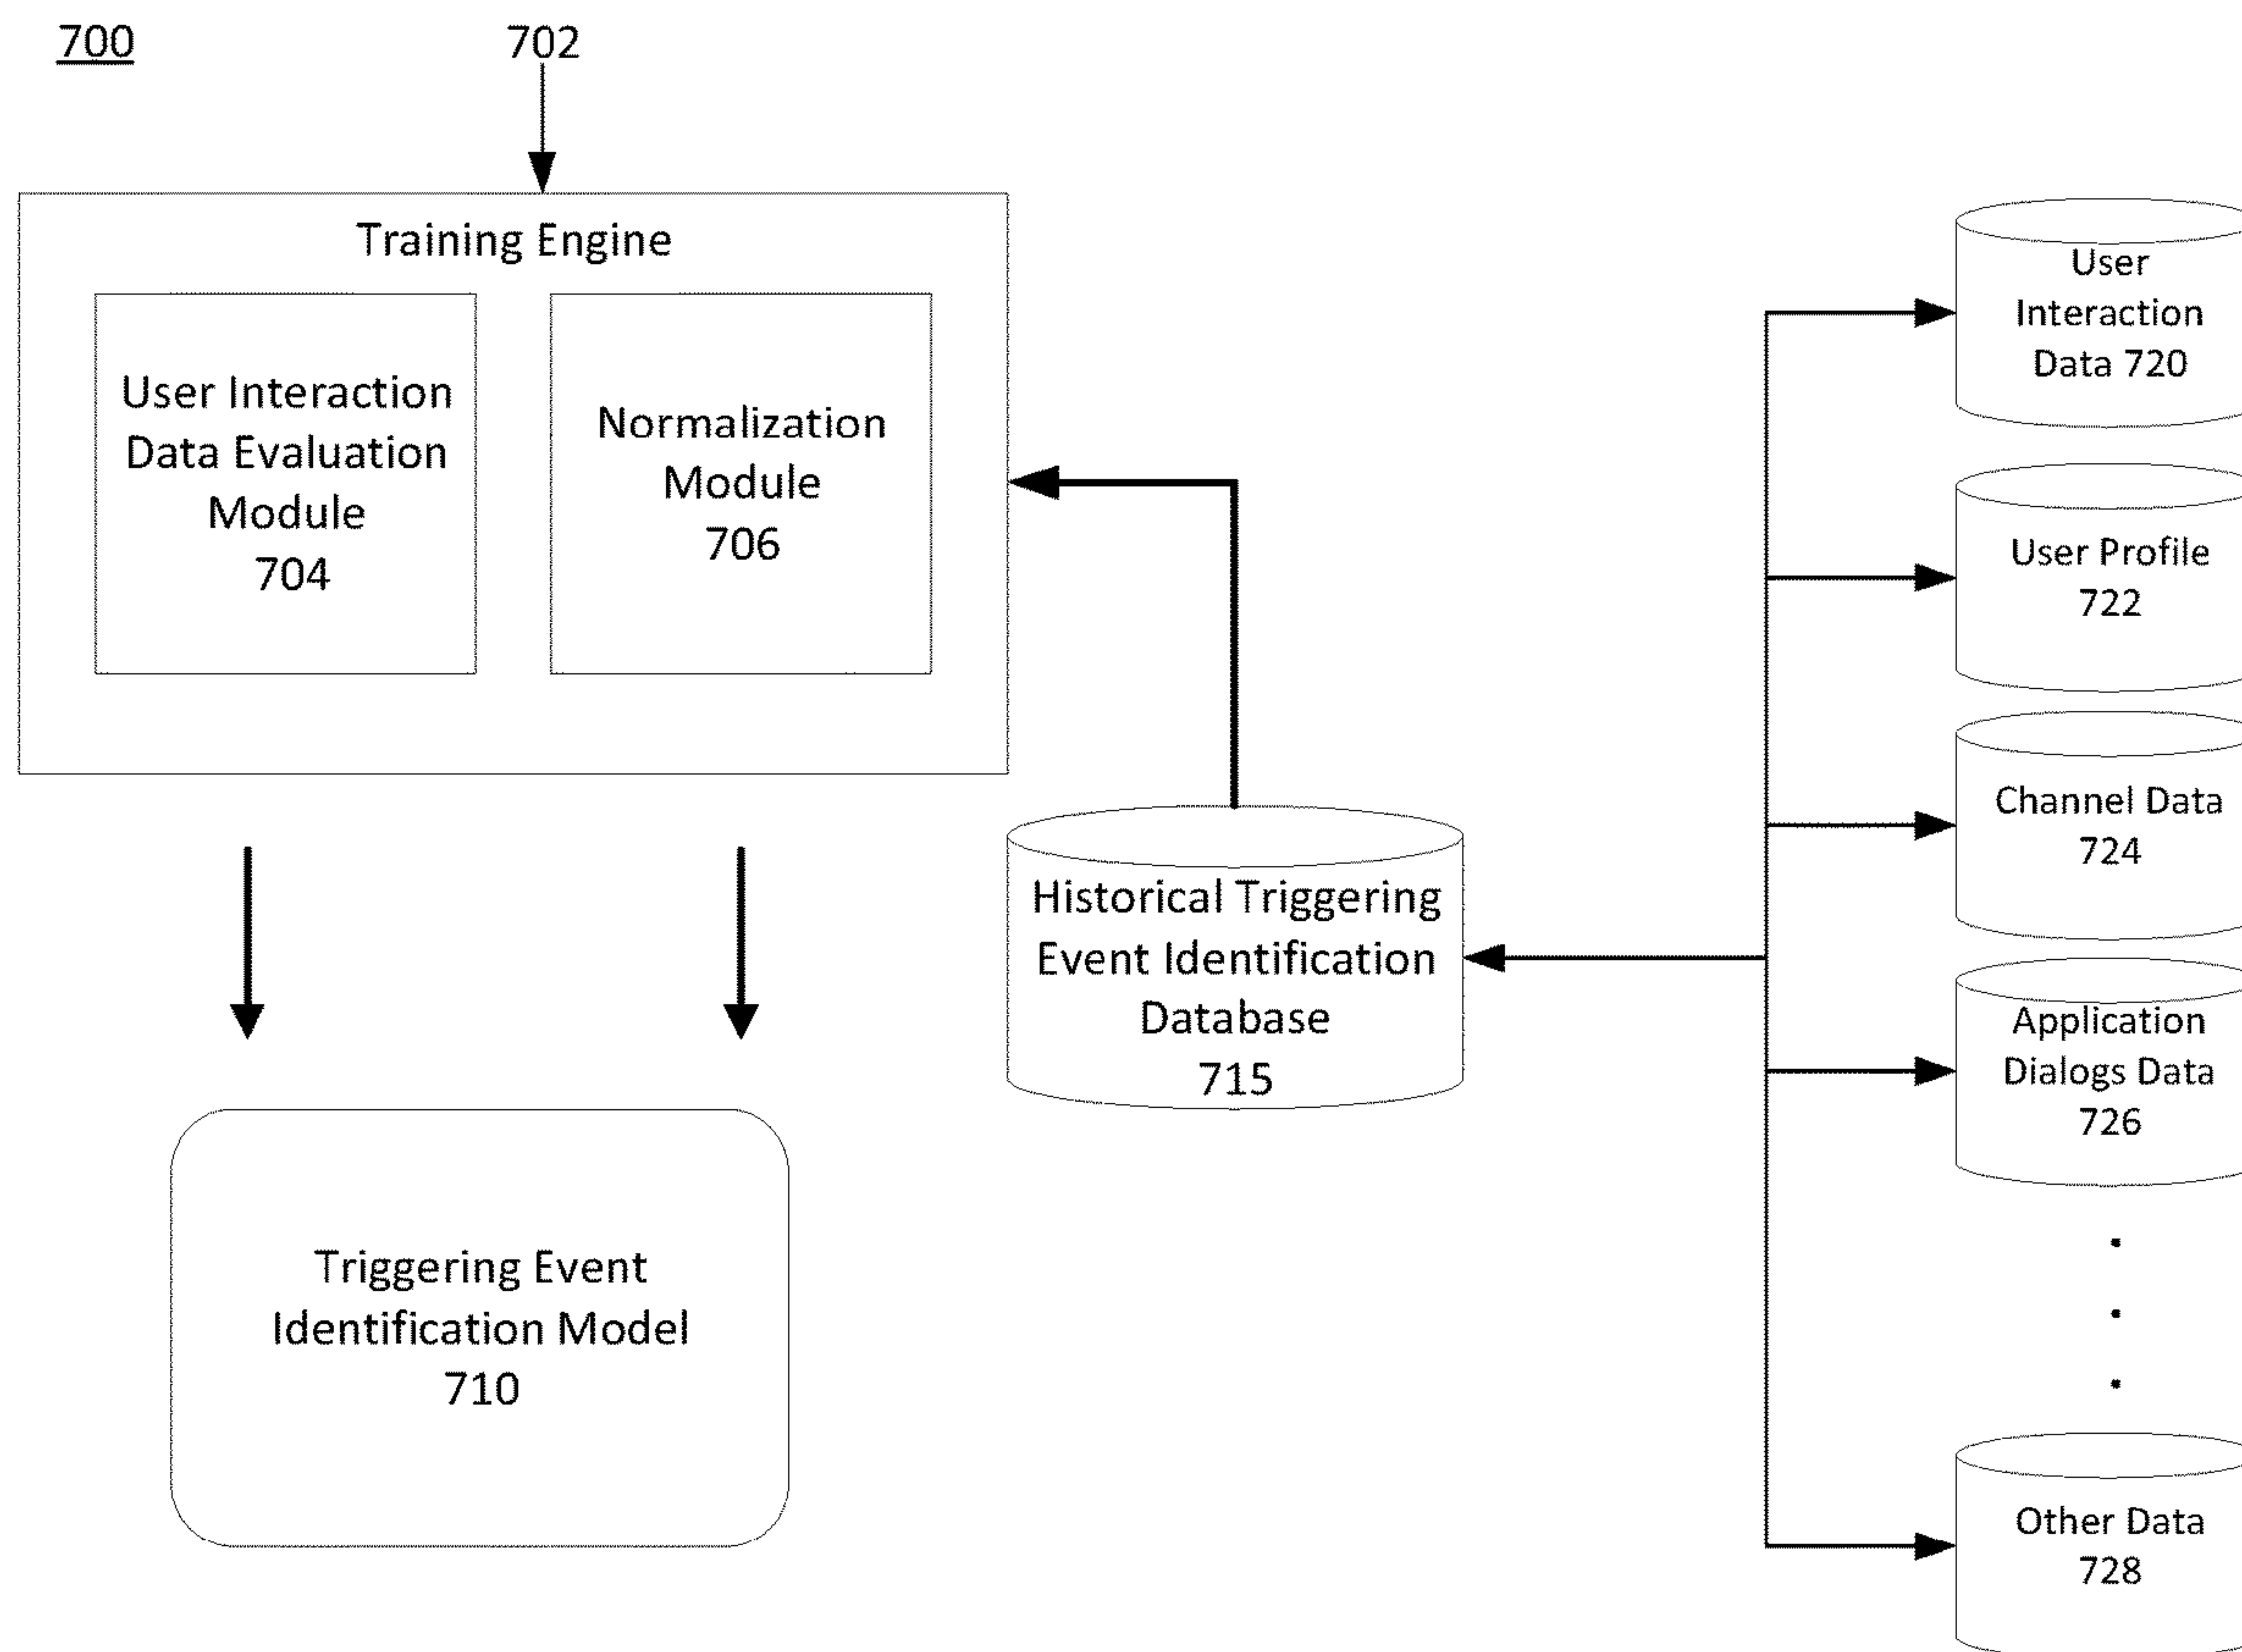 700
702
Training Engine
User Interaction
Data Evaluation
Module
704
Normalization
Module
706
Triggering Event
Identification Model
710
Historical Triggering
Event Identification
Database
715
User
Interaction
Data 720
User Profile
722
Channel Data
724
Application
Dialogs Data
726
Other Data
728